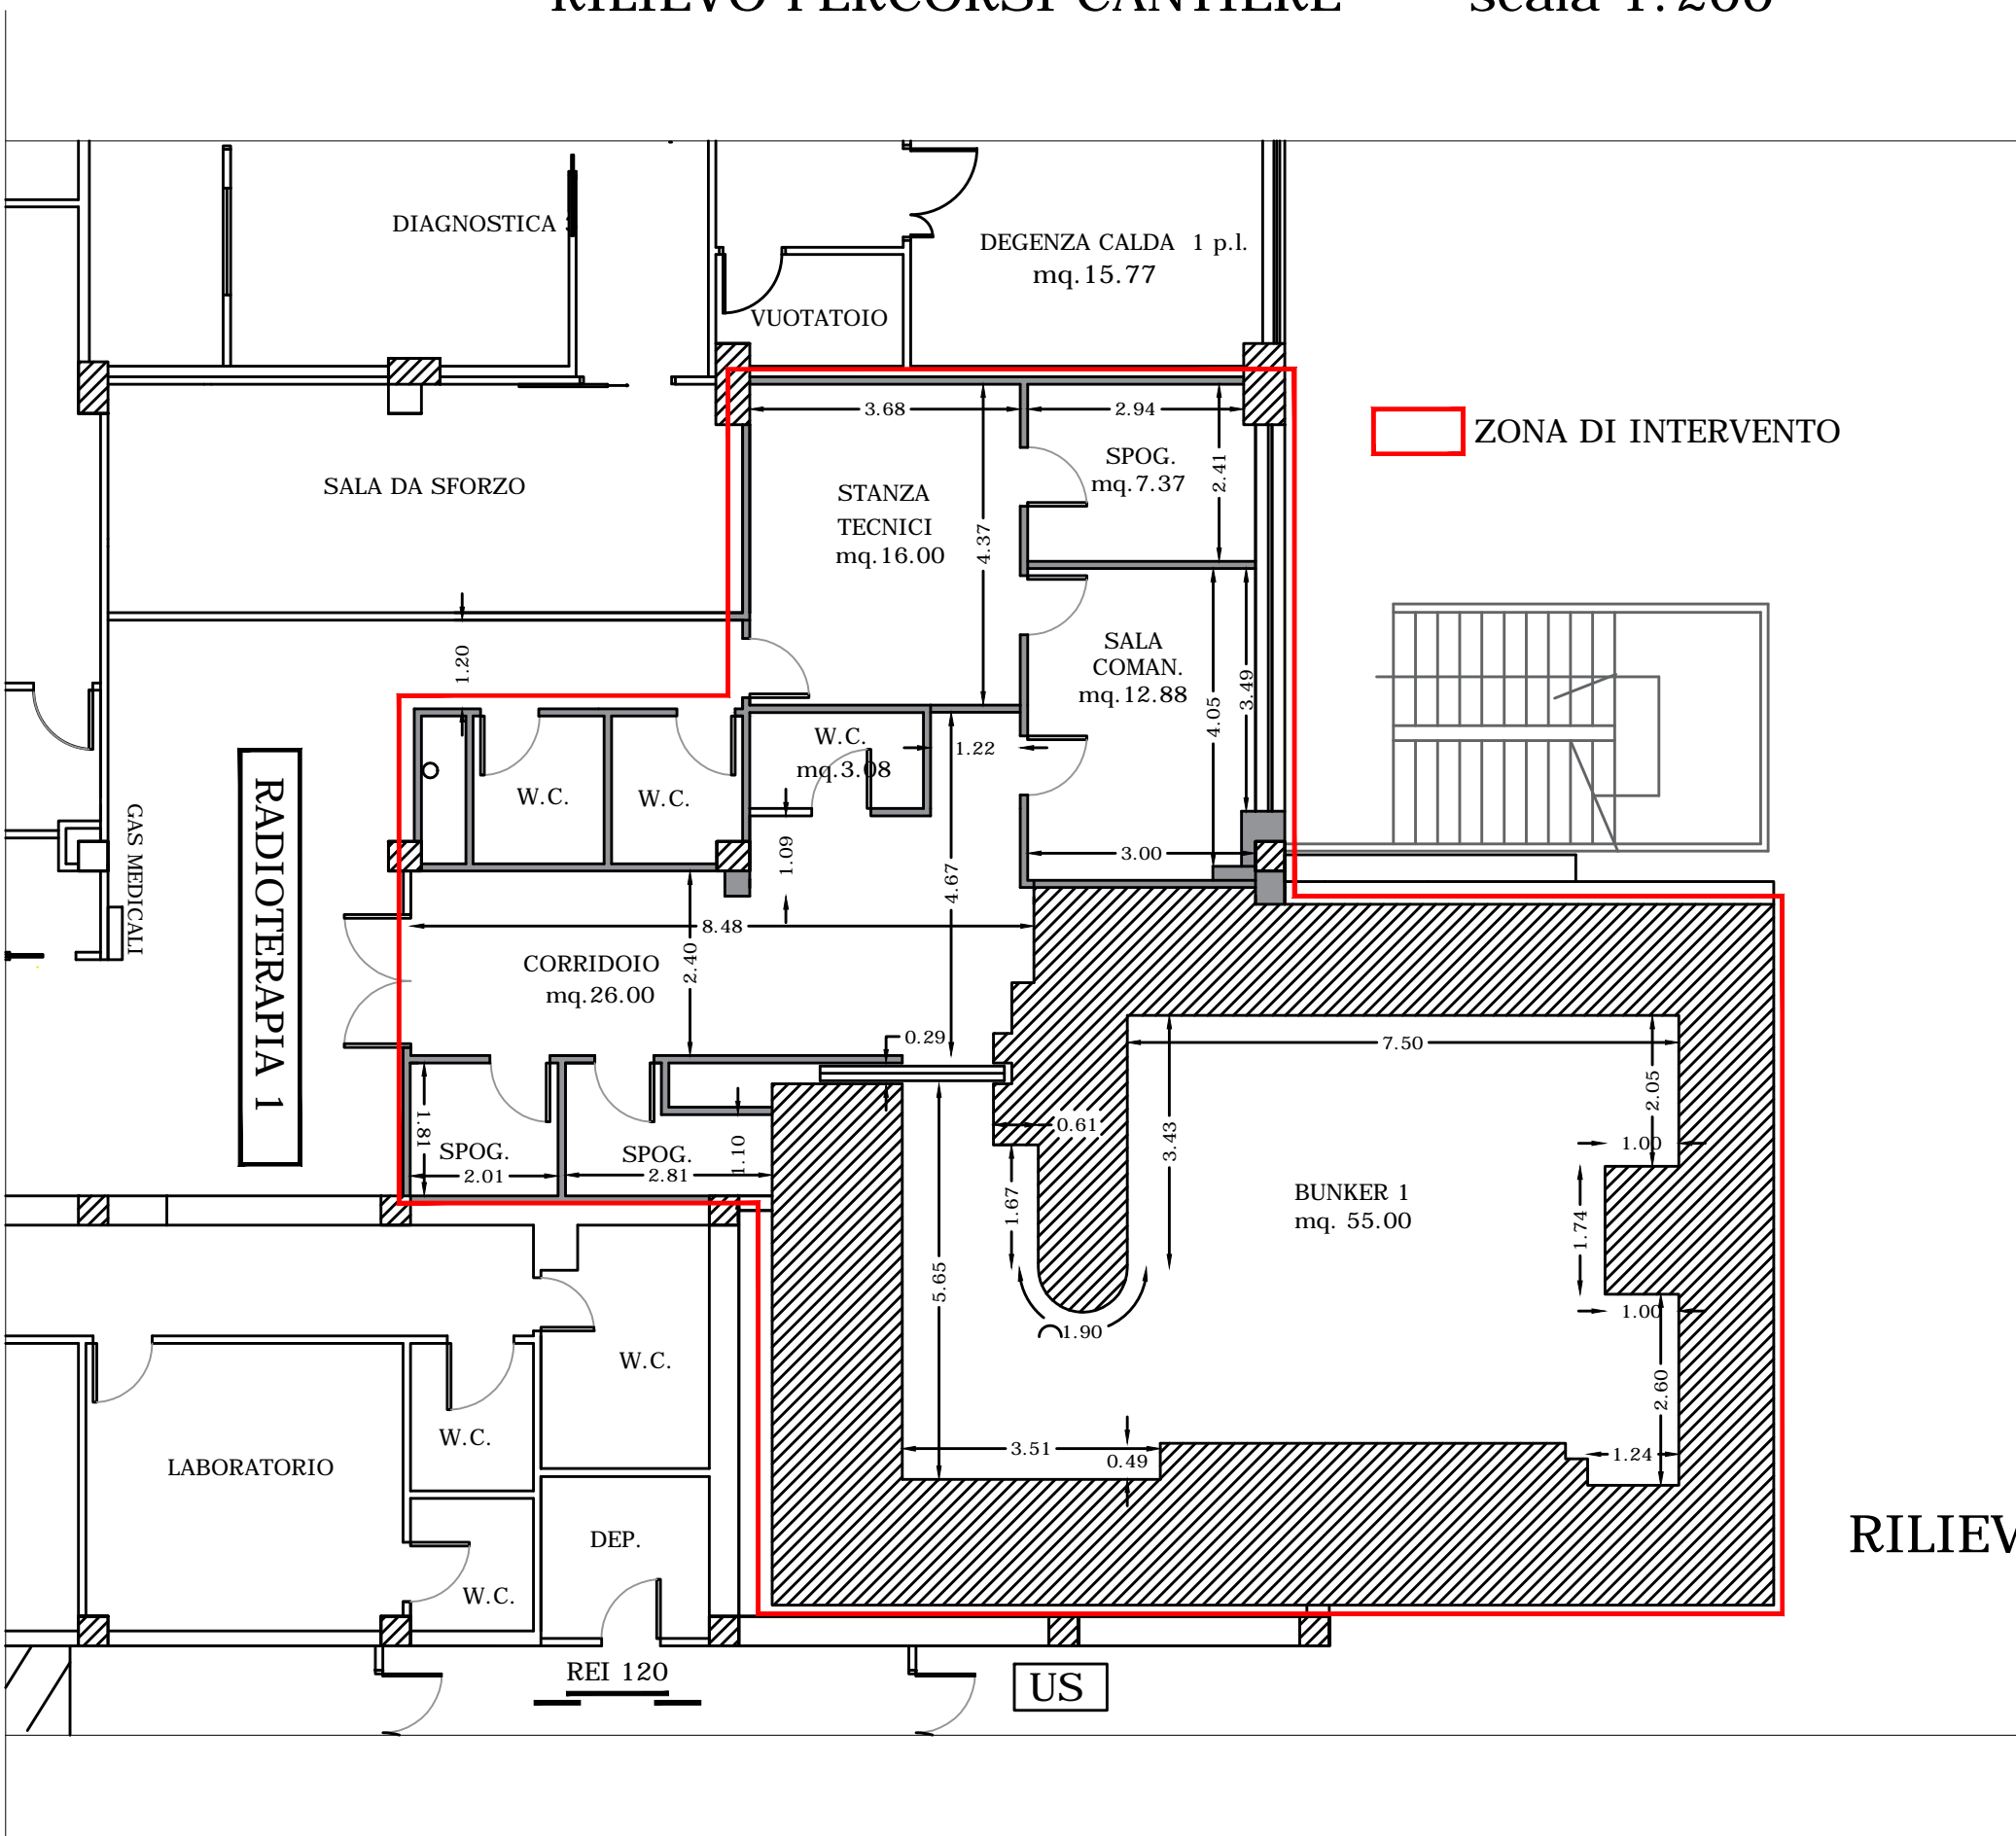 RILIEVO PERCORSI CANTIERE scala 1:200
DIAGNOSTICA
DEGENZA CALDA 1 p.l.
mq.15.77
VUOTATOIO
3.68
2.94
ZONA DI INTERVENTO
SPOG.
mq.7.37
2.41
SALA DA SFORZO
STANZA
TECNICI
mq.16.00
4.37
1.20
SALA
COMAN.
mq.12.88
4.05
3.49
W.C.
mq.3.08
1.22
W.C.
W.C.
RADIOTERAPIA 1
GAS MEDICALI
1.09
3.00
4.67
8.48
2.40
CORRIDOIO
mq.26.00
0.29
7.50
2.05
1.81
SPOG.
2.01
SPOG.
2.81
1.10
0.61
3.43
1.00
1.67
BUNKER 1
mq. 55.00
1.74
5.65
1.00
1.90
W.C.
2.60
W.C.
LABORATORIO
3.51
0.49
1.24
DEP.
RILIEV
W.C.
REI 120
US